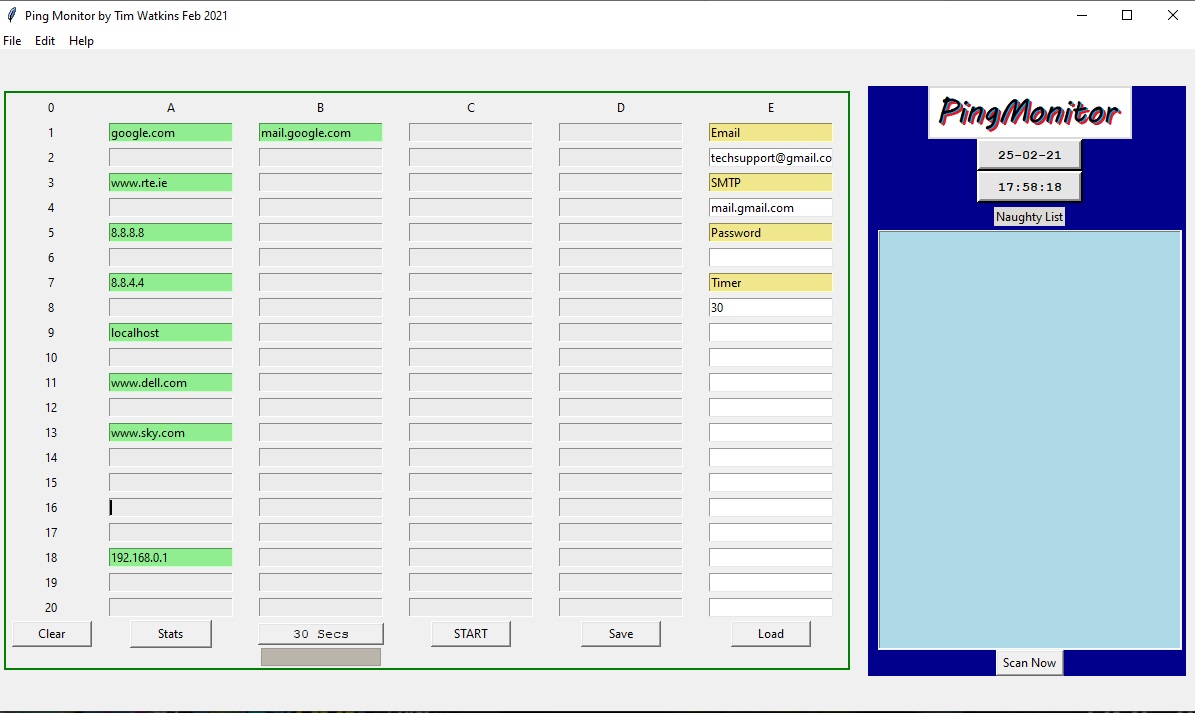 Ping Monitor by Tim Watkins Feb 2021
File Edit Help
0 A B C D E
1 google.com mail.google.com Email
2 techsupport@gmail.co
3 www.rte.ie SMTP
4 mail.gmail.com
5 8.8.8.8 Password
6
7 8.8.4.4 Timer
8 30
9 localhost
10
11 www.dell.com
12
13 www.sky.com
14
15
16
17
18 192.168.0.1
19
20
Clear Stats 30 Secs START Save Load
PingMonitor
25-02-21
17:58:18
Naughty List
Scan Now